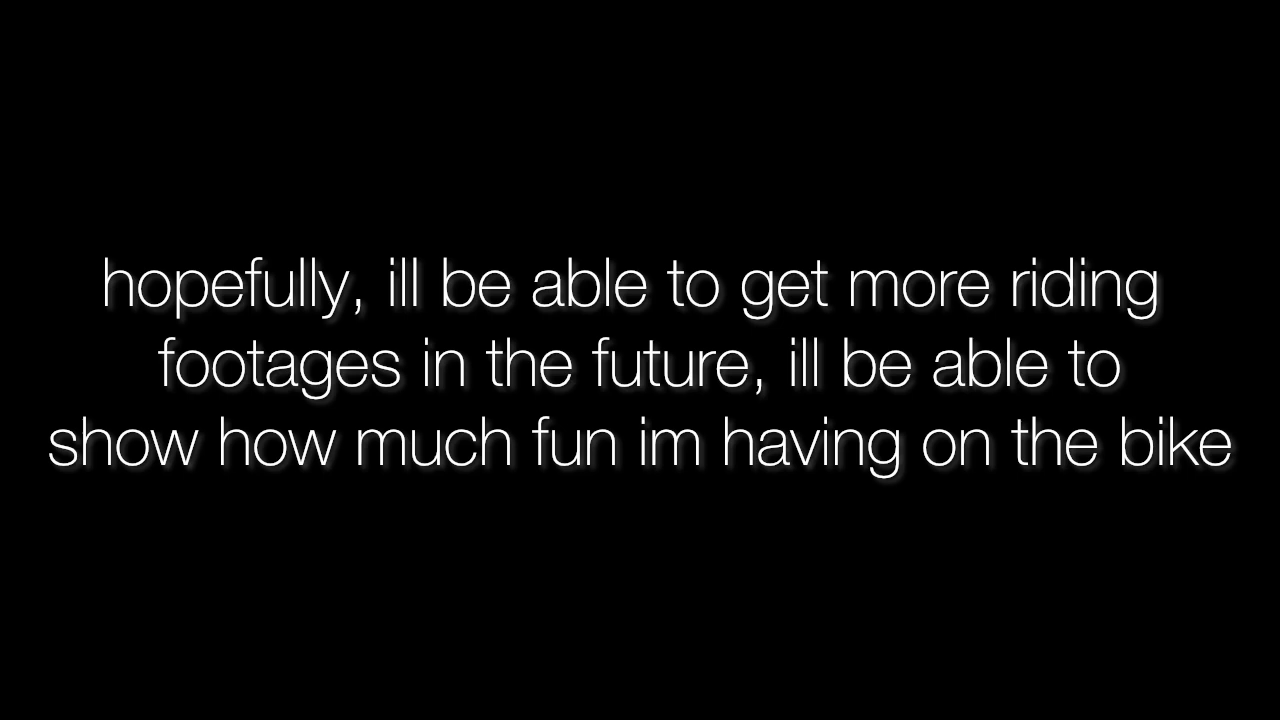 hopefully, ill be able to get more riding
footages in the future, ill be able to
show how much fun im having on the bike